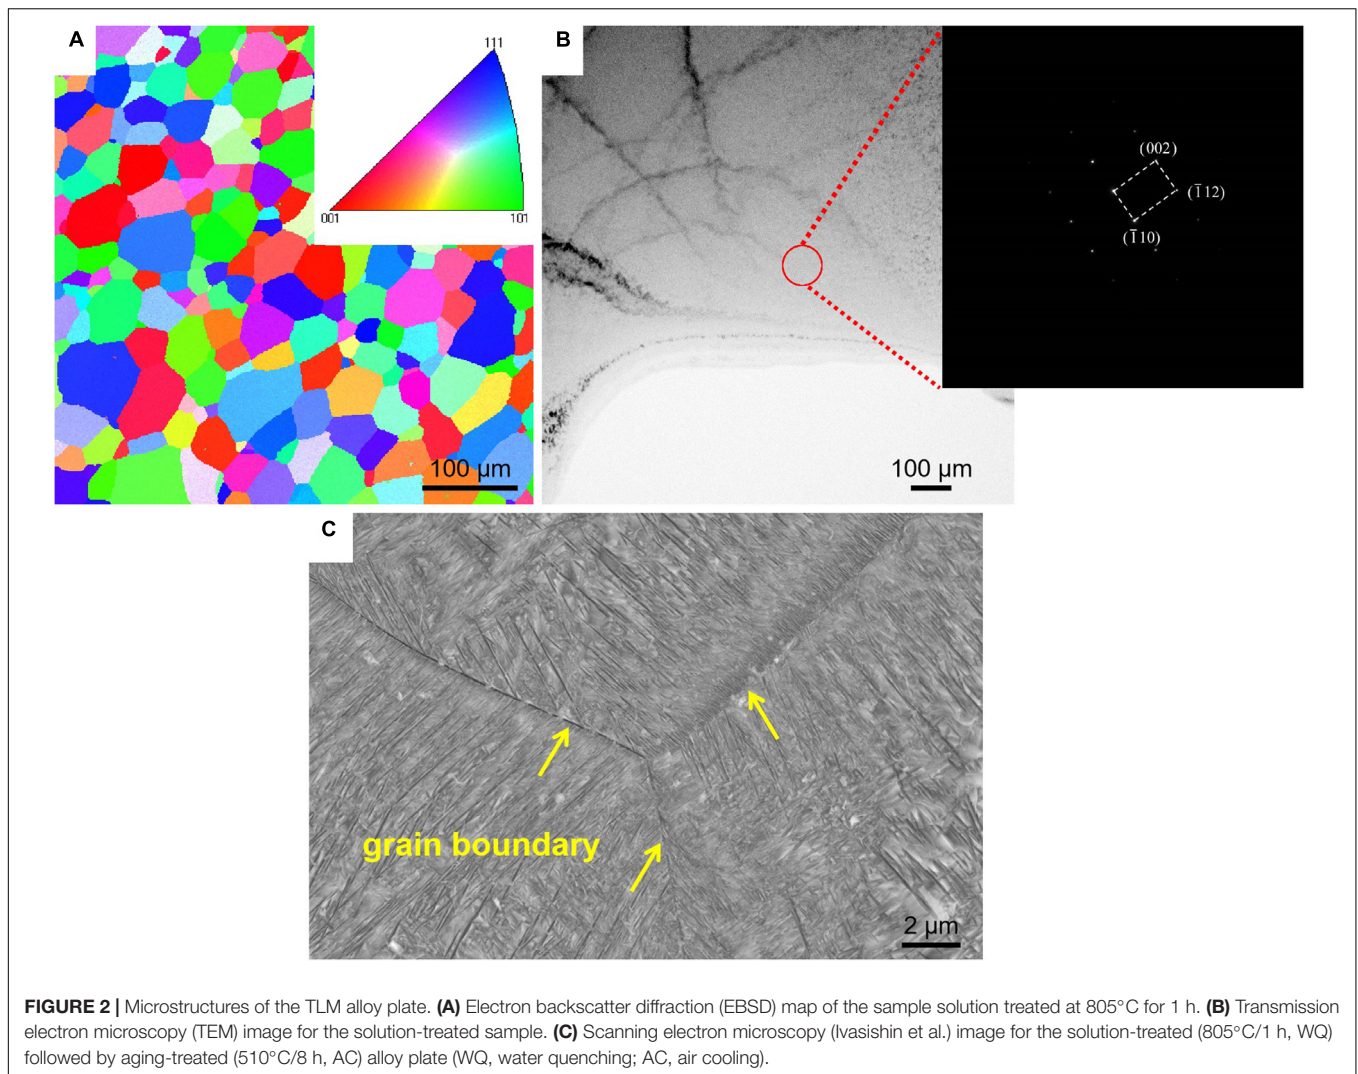 A
111
001
101
100 µm
B
(002)
(1̄12)
(1̄10)
100 µm
C
grain boundary
2 µm
FIGURE 2 | Microstructures of the TLM alloy plate. (A) Electron backscatter diffraction (EBSD) map of the sample solution treated at 805°C for 1 h. (B) Transmission
electron microscopy (TEM) image for the solution-treated sample. (C) Scanning electron microscopy (Ivasishin et al.) image for the solution-treated (805°C/1 h, WQ)
followed by aging-treated (510°C/8 h, AC) alloy plate (WQ, water quenching; AC, air cooling).